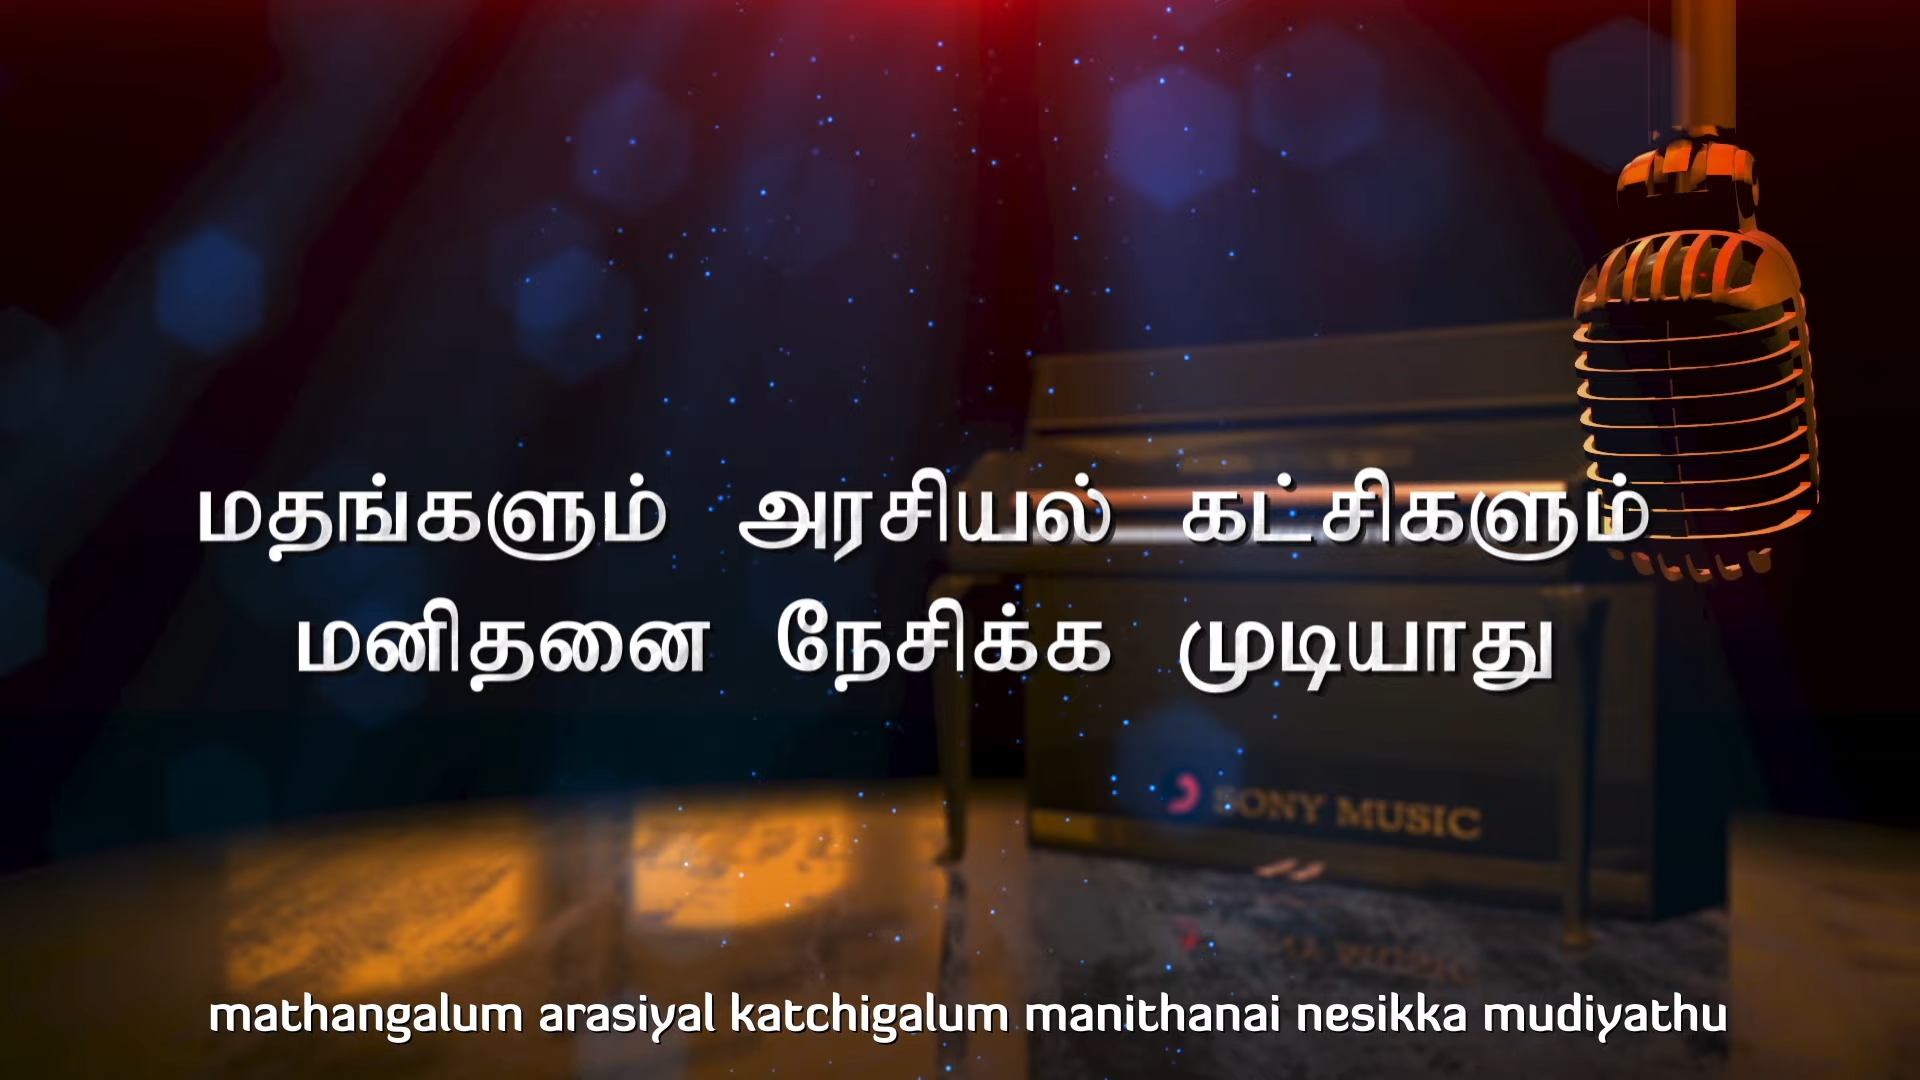 மதங்களும் அரசியல் கட்சிகளும்
மனிதனை நேசிக்க முடியாது
SONY MUSIC
mathangalum arasiyal katchigalum manithanai nesikka mudiyathu